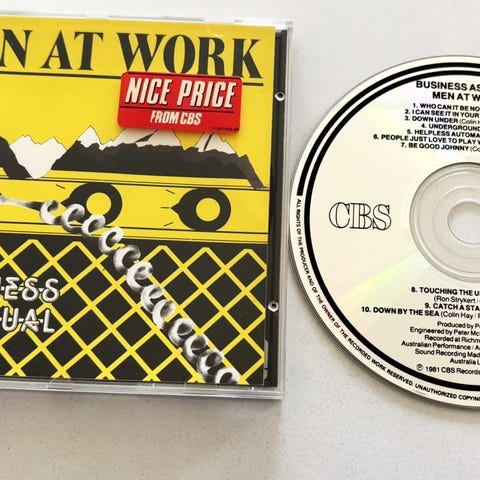 N AT WORK
NICE PRICE
FROM CBS
NESS
UAL
BUSINESS AS
MEN AT W
1. WHO CAN IT BE NO
2. I CAN SEE IT IN YOUR
3. DOWN UNDER (Colin H
4. UNDERGROUND
5. HELPLESS AUTOMA
6. PEOPLE JUST LOVE TO PLAY W
7. BE GOOD JOHNNY (Co
CBS
8. TOUCHING THE U
(Ron Strykert /
9. CATCH A STA
10. DOWN BY THE SEA (Colin Hay /
Produced by P
Engineered by Peter Mc
Recorded at Richm
Australian Performance / A
Sound Recording Mad
Australia L
℗ 1981 CBS Records
ALL RIGHTS OF THE PRODUCER AND OF THE OWNER OF THE RECORDED WORK RESERVED. UNAUTHORIZED COPYING